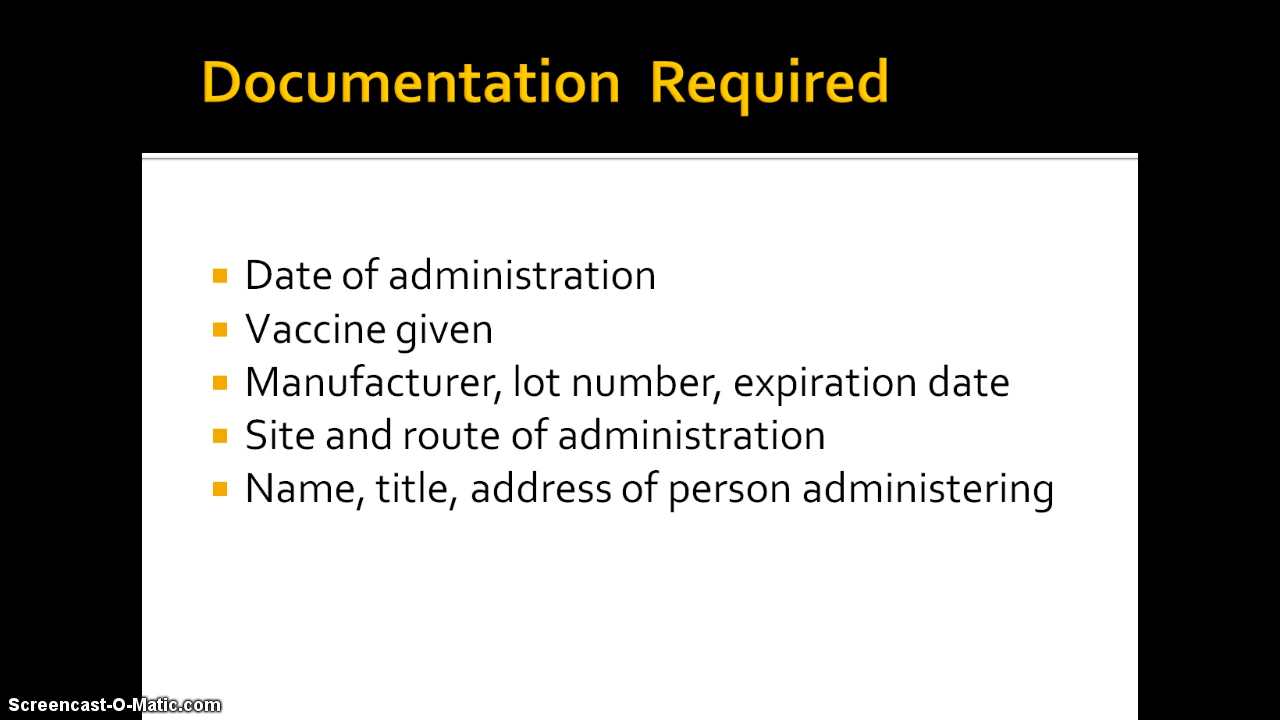 Documentation Required
Date of administration
Vaccine given
Manufacturer, lot number, expiration date
Site and route of administration
Name, title, address of person administering
Screencast-O-Matic.com